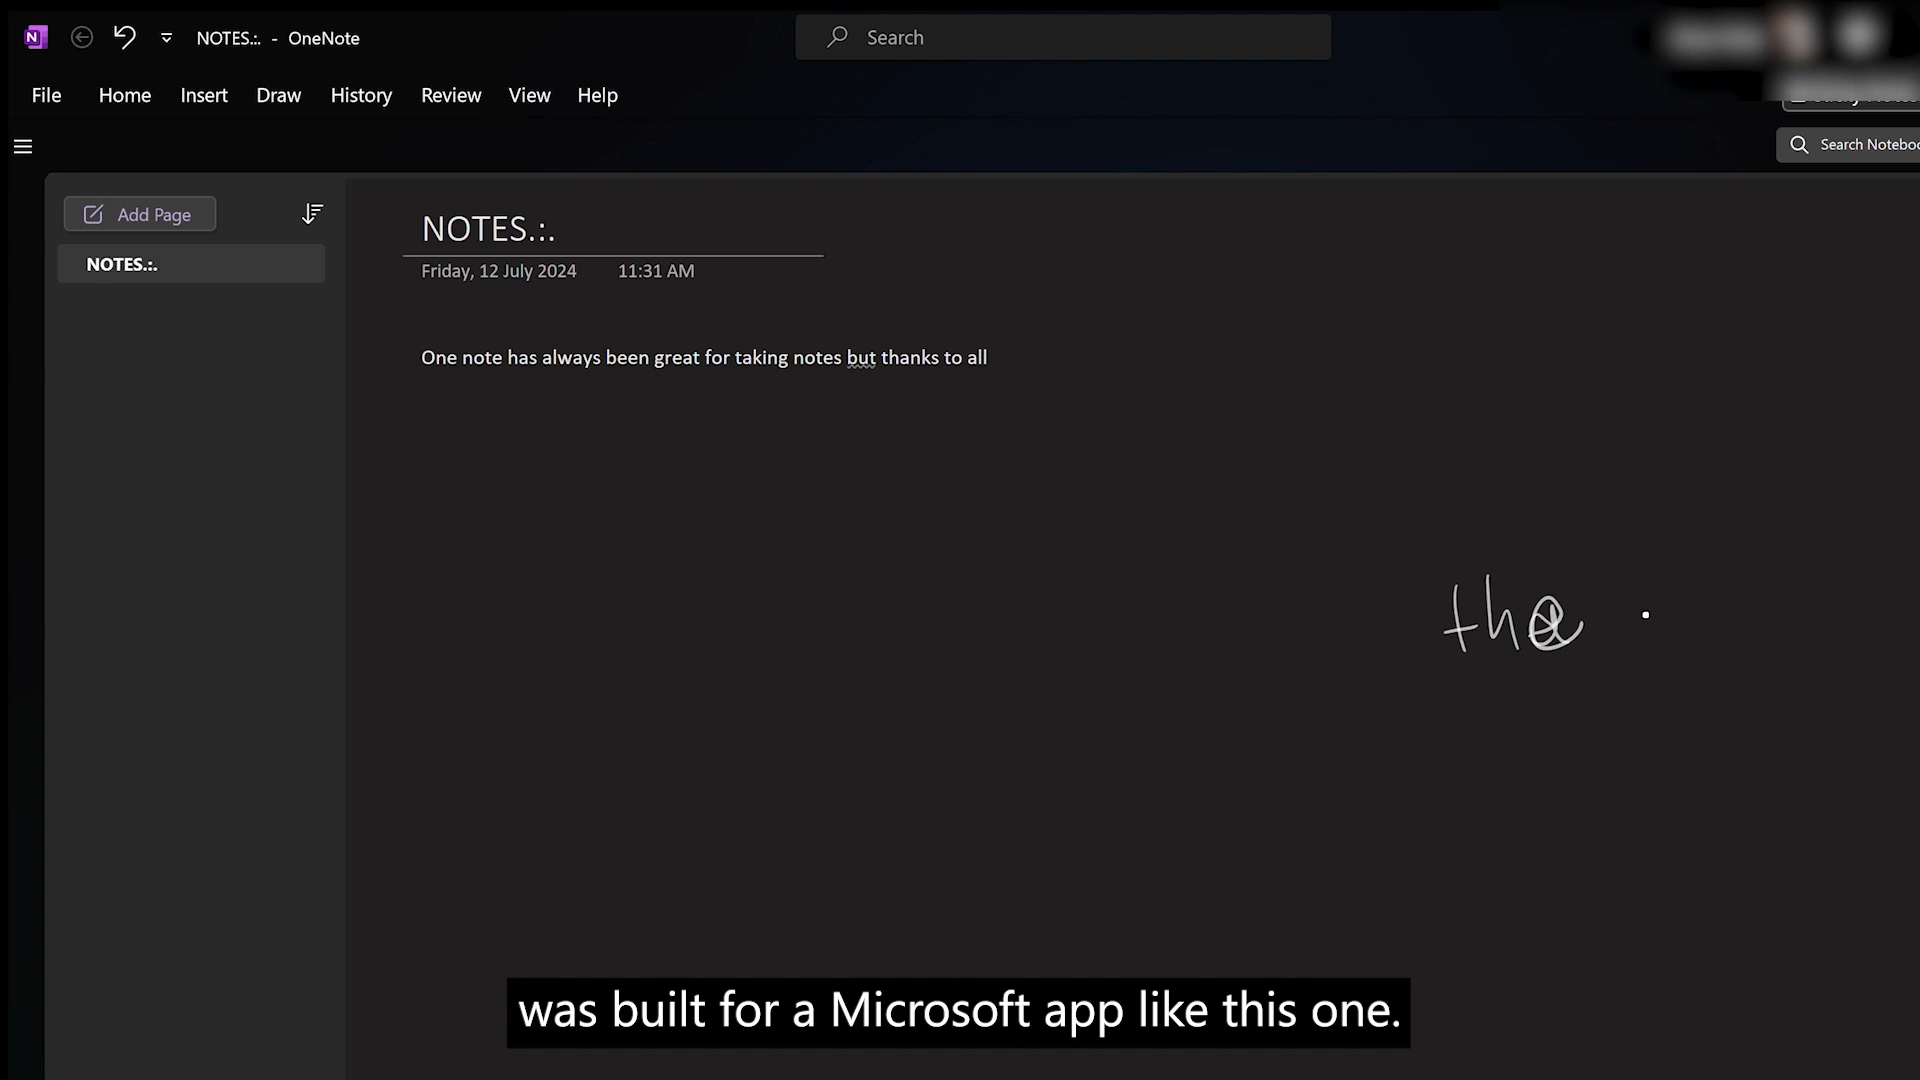 NOTES.:. - OneNote
Search
File Home Insert Draw History Review View Help
Search Noteboo
Add Page
NOTES.:.
NOTES.:.
Friday, 12 July 2024 11:31 AM
One note has always been great for taking notes but thanks to all
the
was built for a Microsoft app like this one.